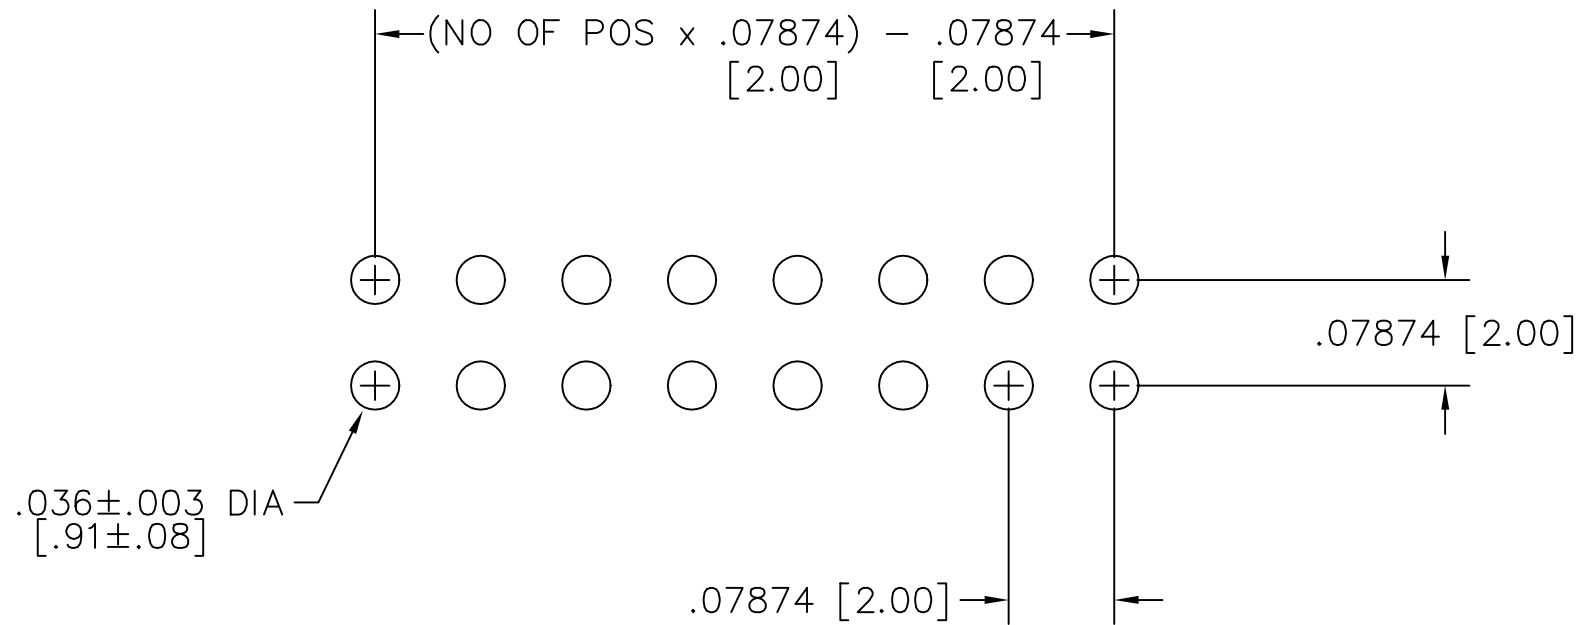 (NO OF POS x .07874) - .07874
[2.00] [2.00]
.07874 [2.00]
.036±.003 DIA
[.91±.08]
.07874 [2.00]